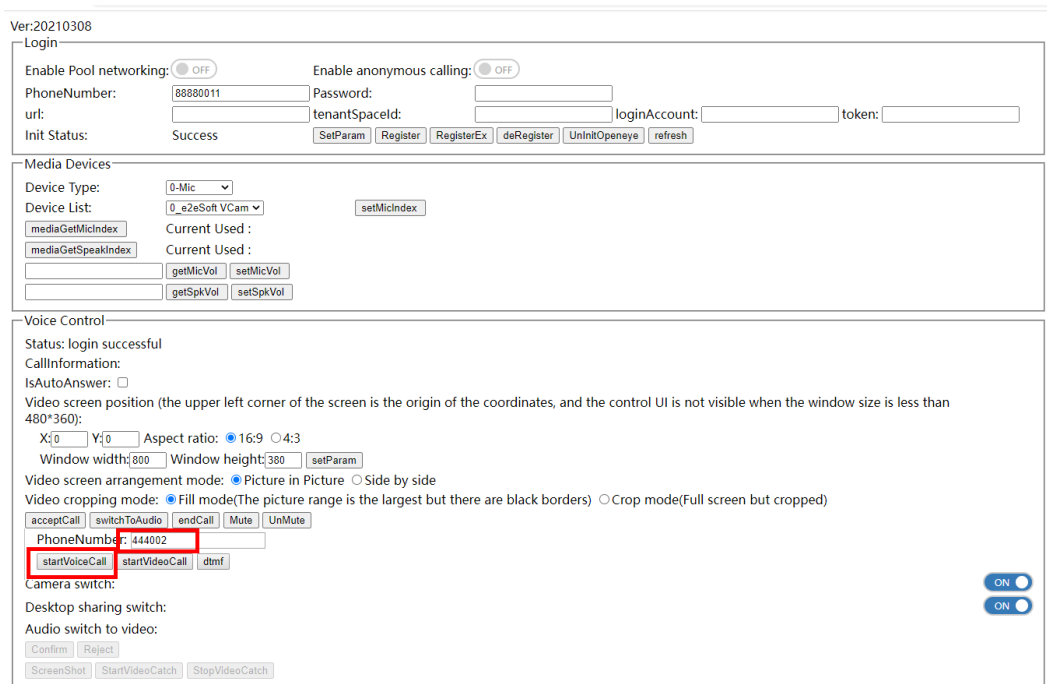 Ver:20210308
Login
Enable Pool networking: OFF Enable anonymous calling: OFF
PhoneNumber: 88880011 Password:
url: tenantSpaceId: loginAccount: token:
Init Status: Success SetParam Register RegisterEx deRegister UnInitOpeneye refresh
Media Devices
Device Type: 0-Mic
Device List: 0_e2eSoft VCam setMicIndex
mediaGetMicIndex Current Used :
mediaGetSpeakIndex Current Used :
getMicVol setMicVol
getSpkVol setSpkVol
Voice Control
Status: login successful
CallInformation:
IsAutoAnswer:
Video screen position (the upper left corner of the screen is the origin of the coordinates, and the control UI is not visible when the window size is less than
480*360):
X: 0 Y: 0 Aspect ratio: 16:9 4:3
Window width: 800 Window height: 380 setParam
Video screen arrangement mode: Picture in Picture Side by side
Video cropping mode: Fill mode(The picture range is the largest but there are black borders) Crop mode(Full screen but cropped)
acceptCall switchToAudio endCall Mute UnMute
PhoneNumber: 444002
startVoiceCall startVideoCall dtmf
Camera switch: ON
Desktop sharing switch: ON
Audio switch to video:
Confirm Reject
ScreenShot StartVideoCatch StopVideoCatch